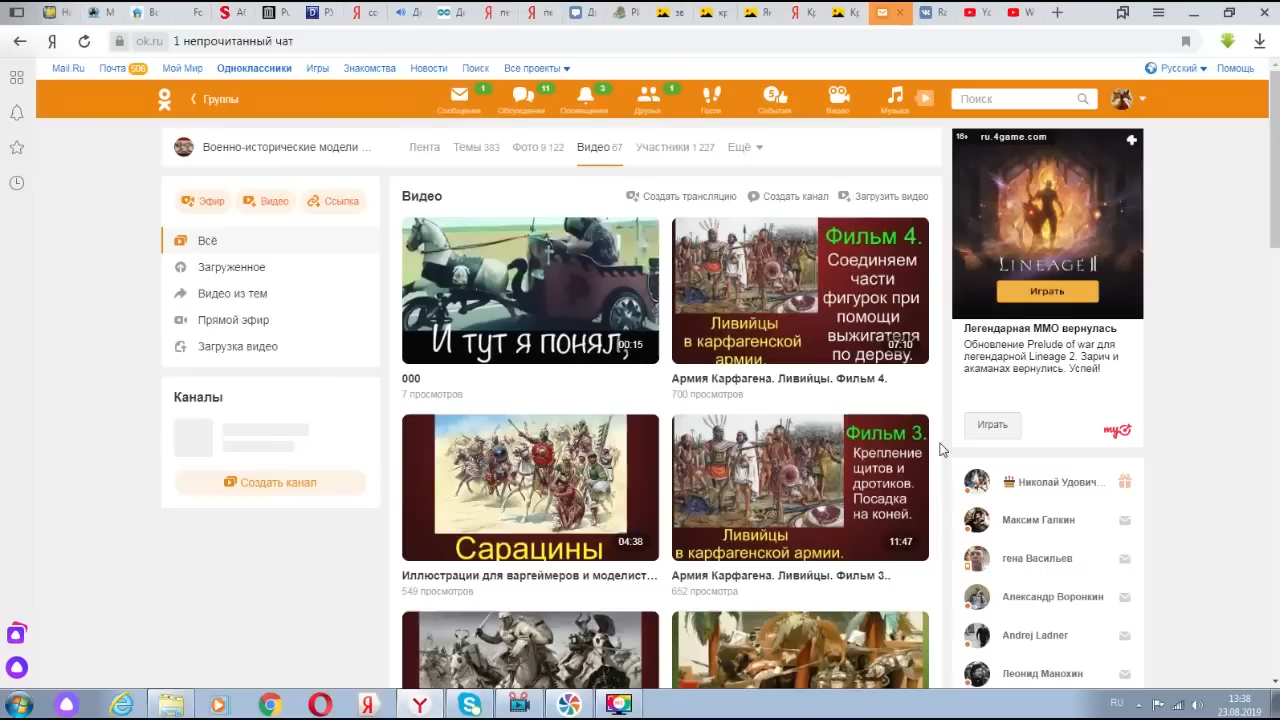 ok.ru 1 непрочитанный чат
Mail.Ru Почта 506 Мой Мир Одноклассники Игры Знакомства Новости Поиск Все проекты Русский Помощь
Группы
1 11 3 1
Сообщения Обсуждения Оповещения Друзья Гости События Видео Музыка
Поиск
Военно-исторические модели ...
Лента Темы 383 Фото 9 122 Видео 67 Участники 1 227 Ещё
Эфир Видео Ссылка
Всё
Загруженное
Видео из тем
Прямой эфир
Загрузка видео
Каналы
Создать канал
Видео
Создать трансляцию Создать канал Загрузить видео
И тут я понял,
00:15
000
7 просмотров
Фильм 4.
Соединяем
части
фигурок при
помощи
выжигателя
по дереву.
Ливийцы
в карфагенской
армии.
07:10
Армия Карфагена. Ливийцы. Фильм 4.
700 просмотров
Сарацины
04:38
Иллюстрации для варгеймеров и моделист...
549 просмотров
Фильм 3.
Крепление
щитов и
дротиков.
Посадка
на коней.
Ливийцы
в карфагенской армии.
11:47
Армия Карфагена. Ливийцы. Фильм 3..
652 просмотра
16+ ru.4game.com
LINEAGE II
Играть
Легендарная ММО вернулась
Обновление Prelude of war для
легендарной Lineage 2. Зарич и
акаманах вернулись. Успей!
Играть
my
Николай Удович...
Максим Галкин
гена Васильев
Александр Воронкин
Andrej Ladner
Леонид Манохин
RU
13:38
23.08.2019